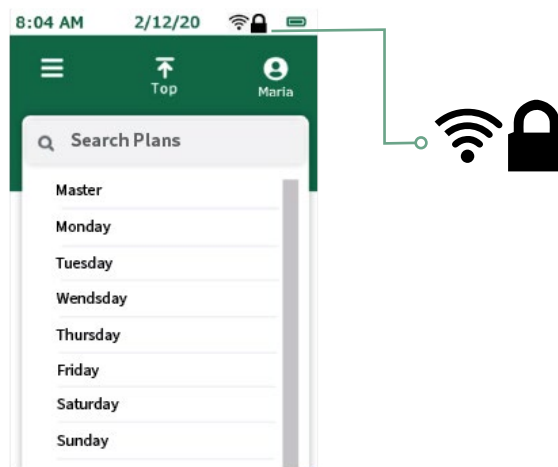 8:04 AM 2/12/20
Top
Maria
Search Plans
Master
Monday
Tuesday
Wendsday
Thursday
Friday
Saturday
Sunday